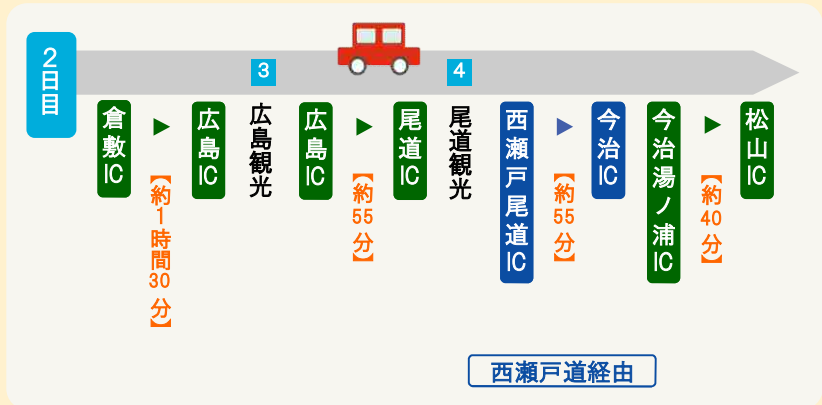 2日目
3
4
倉敷IC
▶
【約1時間30分】
広島IC
広島観光
広島IC
▶
【約55分】
尾道IC
尾道観光
西瀬戸尾道IC
▶
【約55分】
今治IC
今治湯ノ浦IC
▶
【約40分】
松山IC
西瀬戸道経由